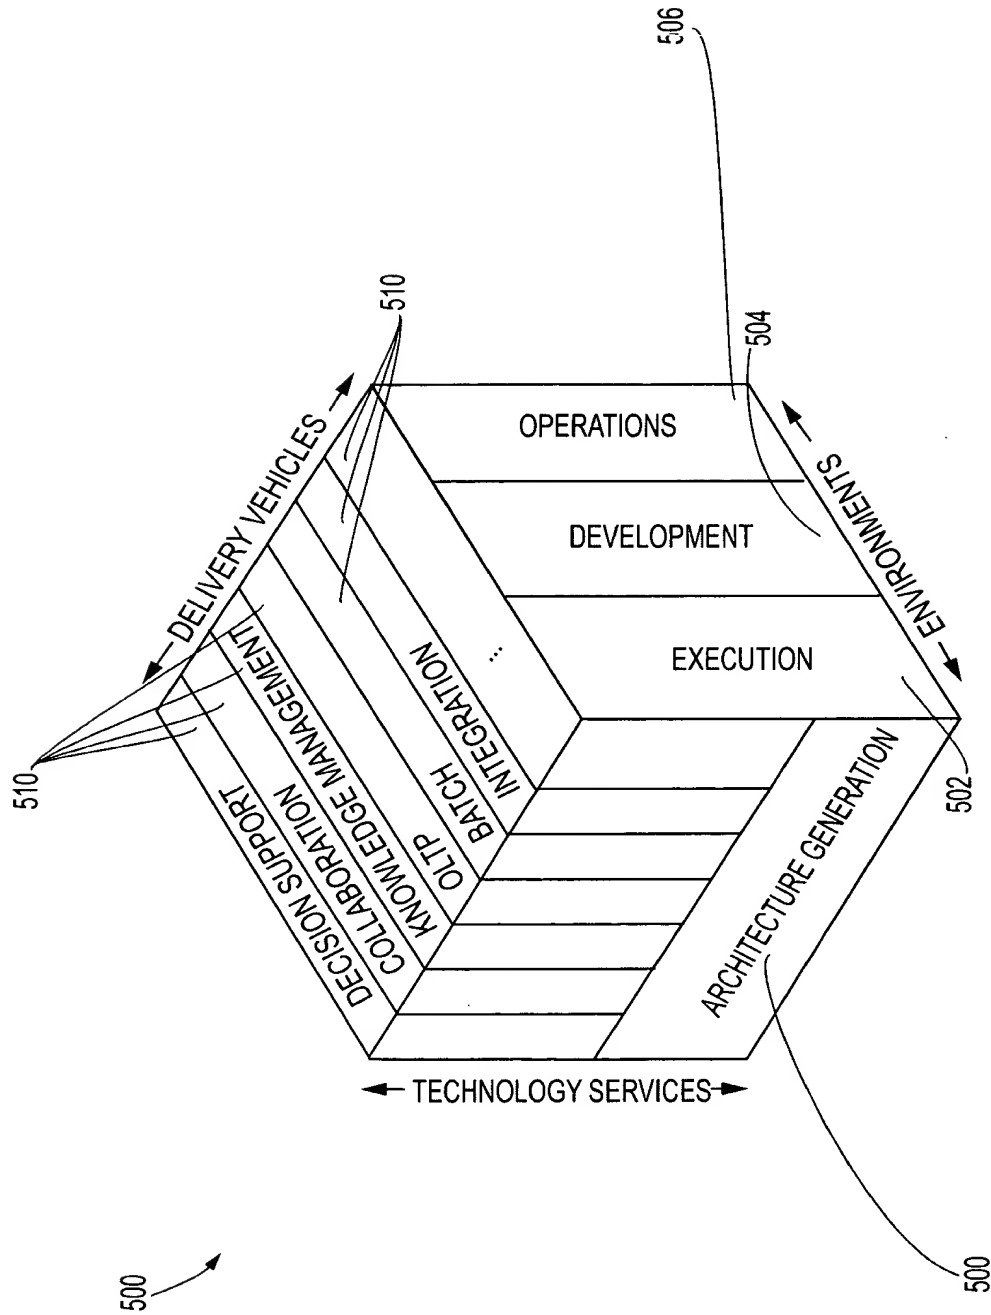 506
510
DELIVERY VEHICLES
504
OPERATIONS
DEVELOPMENT
ENVIRONMENTS
510
EXECUTION
...
INTEGRATION
BATCH
OLTP
KNOWLEDGE MANAGEMENT
COLLABORATION
DECISION SUPPORT
502
ARCHITECTURE GENERATION
TECHNOLOGY SERVICES
500
500